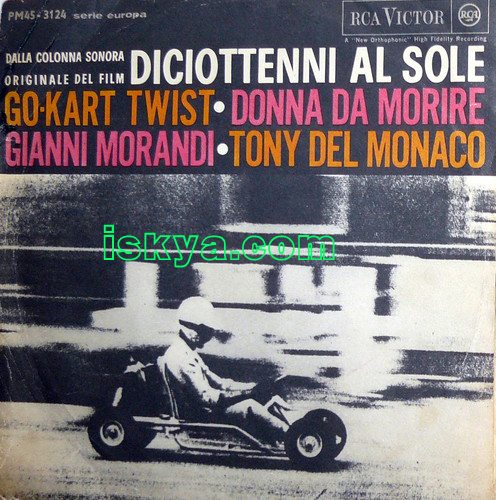 PM45-3124 serie europa
RCA VICTOR
RCA
A "New Orthophonic" High Fidelity Recording
DALLA COLONNA SONORA
ORIGINALE DEL FILM
DICIOTTENNI AL SOLE
GO-KART TWIST • DONNA DA MORIRE
GIANNI MORANDI • TONY DEL MONACO
iskya.com